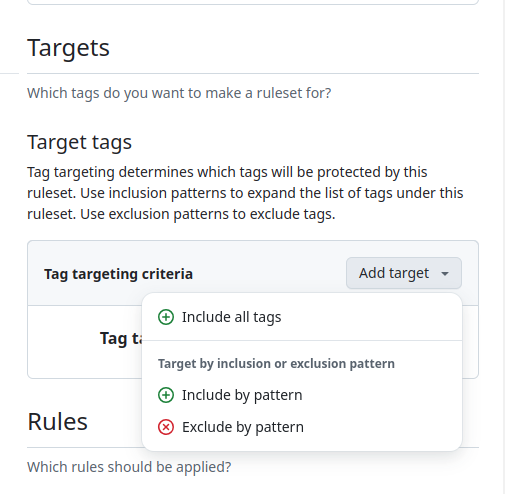 Targets
Which tags do you want to make a ruleset for?
Target tags
Tag targeting determines which tags will be protected by this
ruleset. Use inclusion patterns to expand the list of tags under this
ruleset. Use exclusion patterns to exclude tags.
Tag targeting criteria
Add target
Tag
Include all tags
Target by inclusion or exclusion pattern
Include by pattern
Exclude by pattern
Rules
Which rules should be applied?